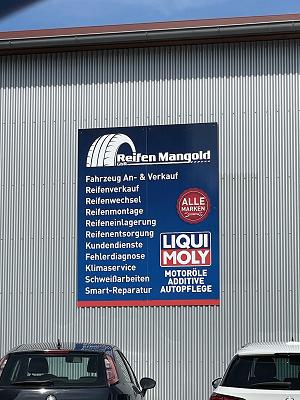 Reifen Mangold
Fahrzeug An- & Verkauf
Reifenverkauf
Reifenwechsel
Reifenmontage
Reifeneinlagerung
Reifenentsorgung
Kundendienste
Fehlerdiagnose
Klimaservice
Schweißarbeiten
Smart-Reparatur
ALLE
MARKEN
LIQUI
MOLY
MOTORÖLE
ADDITIVE
AUTOPFLEGE